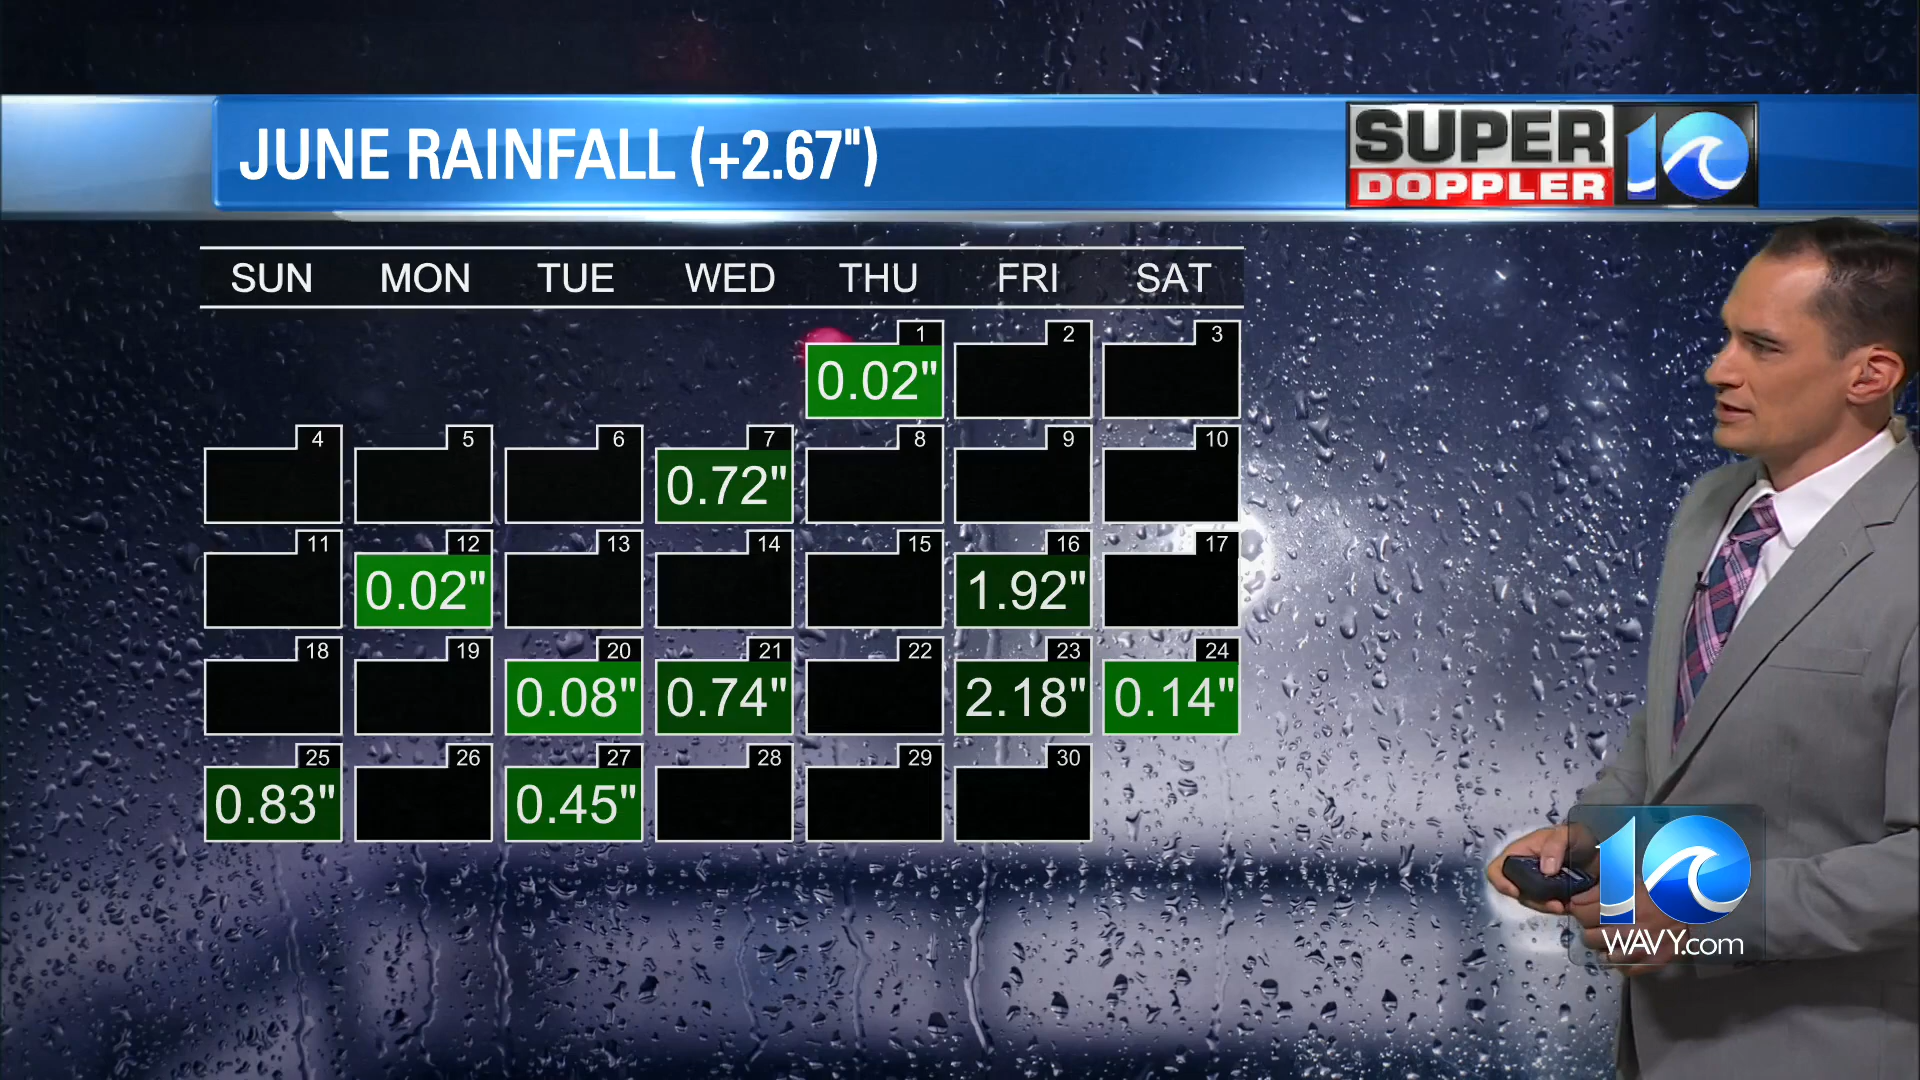 JUNE RAINFALL (+2.67")
SUPER
DOPPLER
10
SUN MON TUE WED THU FRI SAT
1 2 3
0.02"
4 5 6 7 8 9 10
0.72"
11 12 13 14 15 16 17
0.02" 1.92"
18 19 20 21 22 23 24
0.08" 0.74" 2.18" 0.14"
25 26 27 28 29 30
0.83" 0.45"
10
WAVY.com